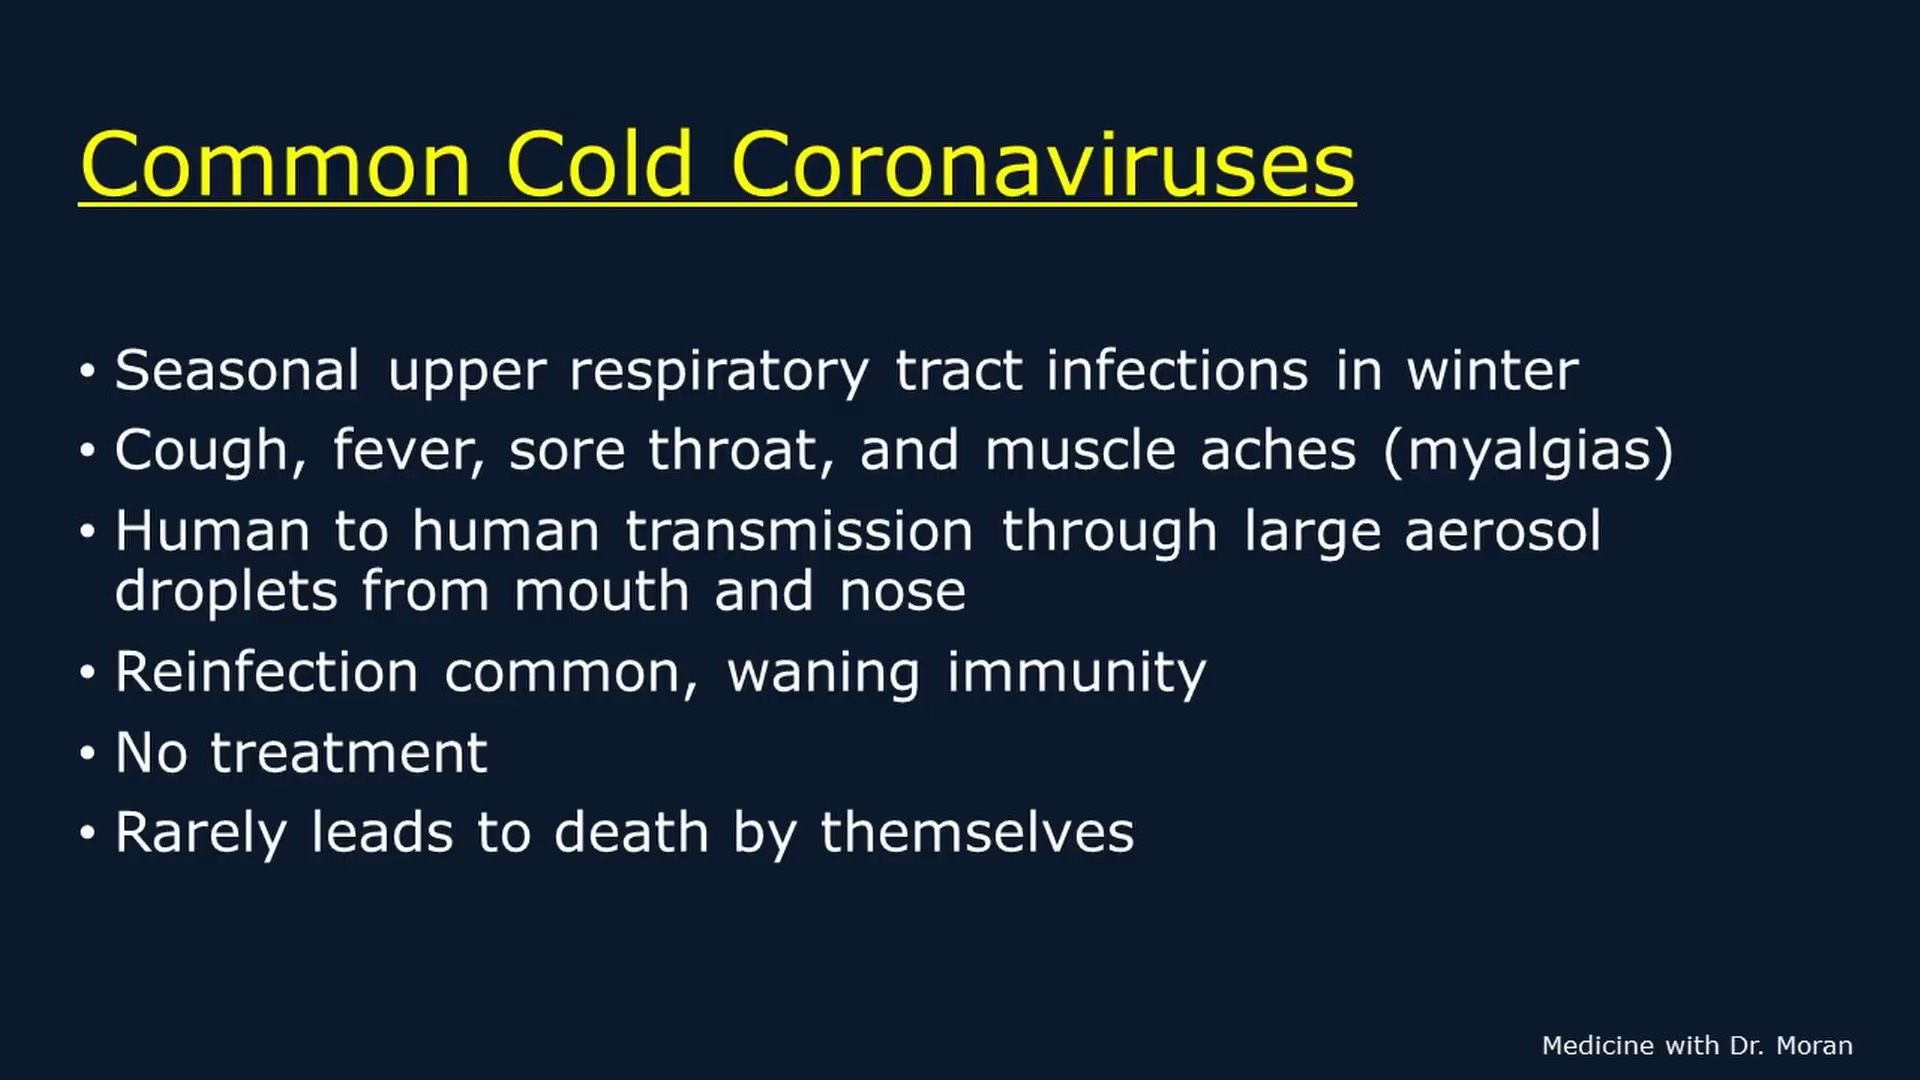 Common Cold Coronaviruses
• Seasonal upper respiratory tract infections in winter
• Cough, fever, sore throat, and muscle aches (myalgias)
• Human to human transmission through large aerosol
droplets from mouth and nose
• Reinfection common, waning immunity
• No treatment
• Rarely leads to death by themselves
Medicine with Dr. Moran